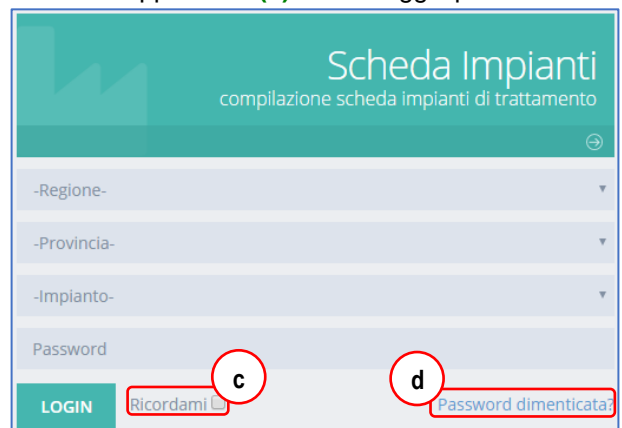 Scheda Impianti
compilazione scheda impianti di trattamento
-Regione-
-Provincia-
-Impianto-
Password
c
d
LOGIN Ricordami Password dimenticata?